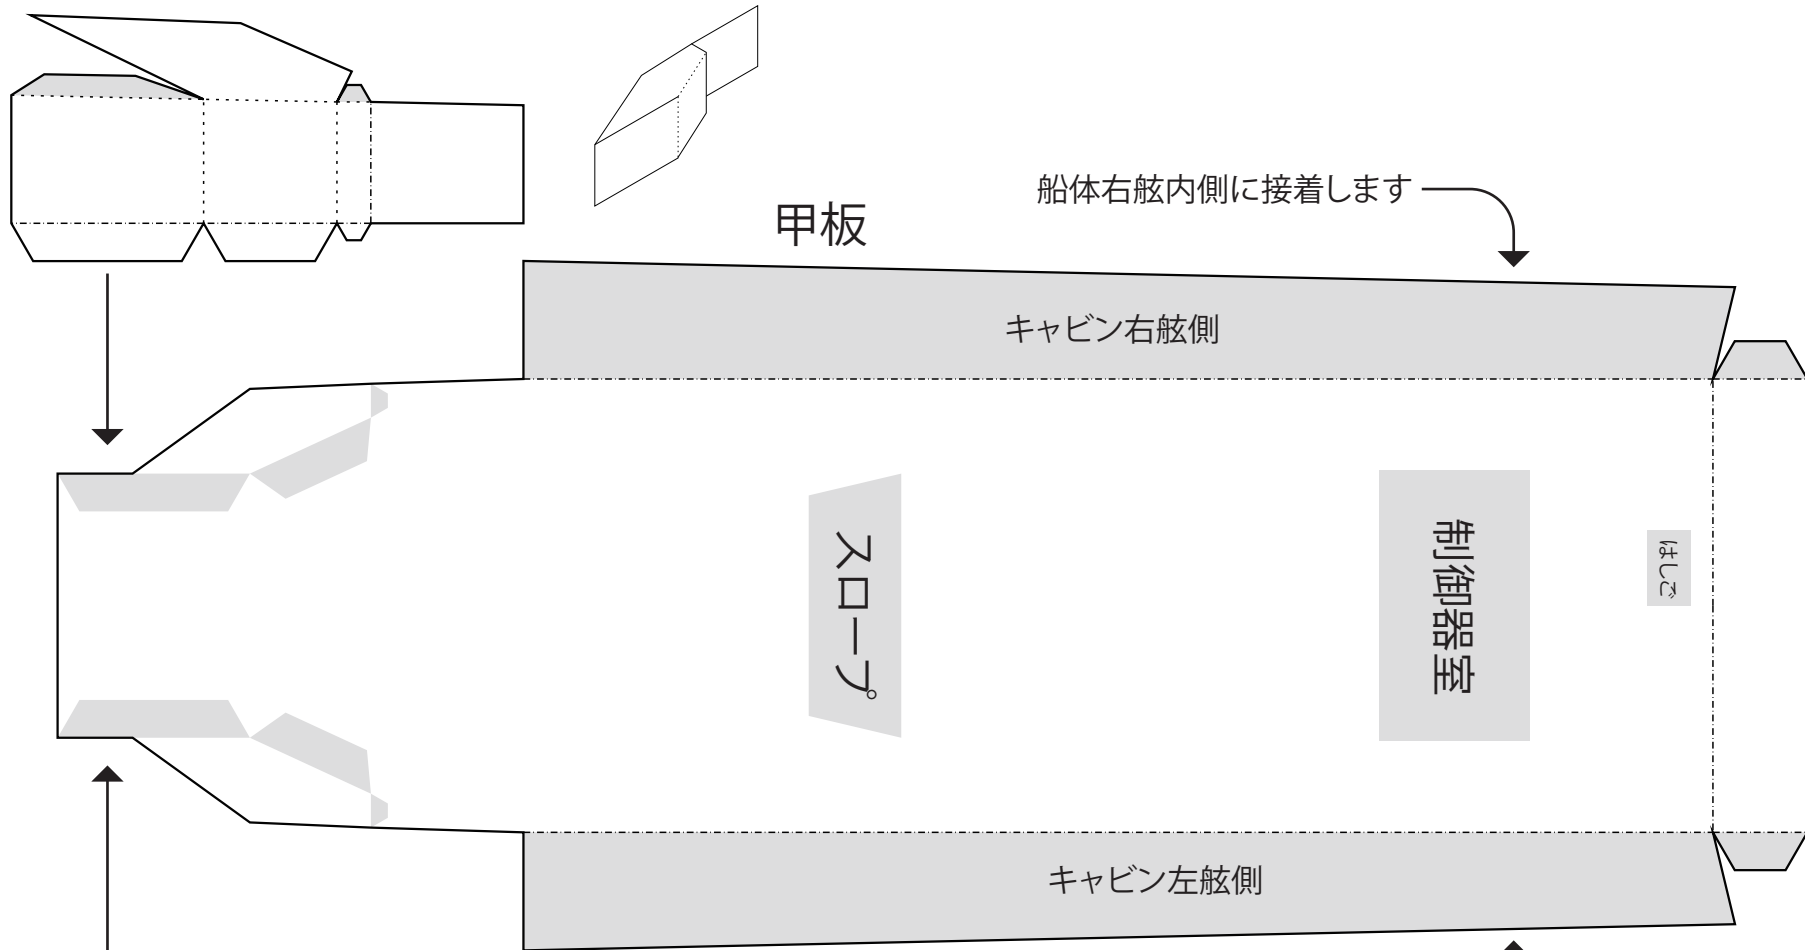 船体右舷内側に接着します
甲板
キャビン右舷側
スロープ
制御器室
はしご
キャビン左舷側